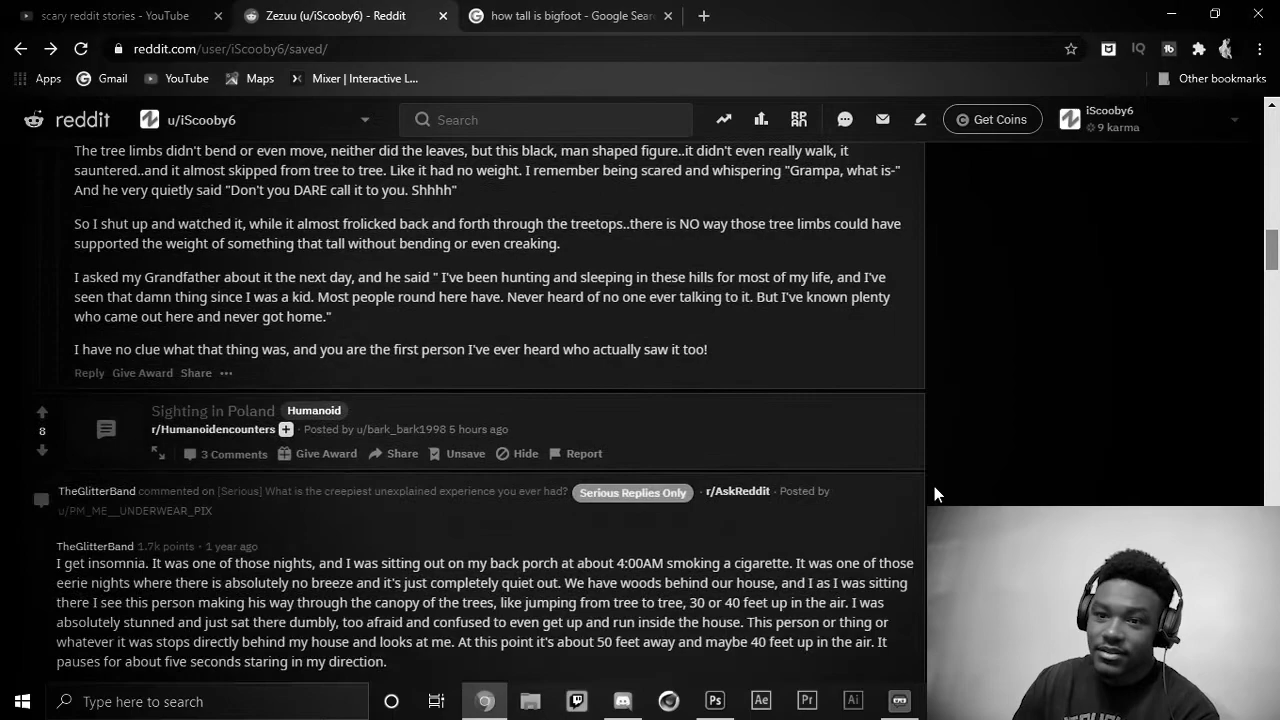 scary reddit stories - YouTube
Zezuu (u/iScooby6) - Reddit
how tall is bigfoot - Google Sear
reddit.com/user/iScooby6/saved/
Apps Gmail YouTube Maps Mixer | Interactive L... Other bookmarks
reddit u/iScooby6 Search Get Coins iScooby6
9 karma
The tree limbs didn't bend or even move, neither did the leaves, but this black, man shaped figure..it didn't even really walk, it
sauntered..and it almost skipped from tree to tree. Like it had no weight. I remember being scared and whispering "Grampa, what is-"
And he very quietly said "Don't you DARE call it to you. Shhhh"
So I shut up and watched it, while it almost frolicked back and forth through the treetops..there is NO way those tree limbs could have
supported the weight of something that tall without bending or even creaking.
I asked my Grandfather about it the next day, and he said " I've been hunting and sleeping in these hills for most of my life, and I've
seen that damn thing since I was a kid. Most people round here have. Never heard of no one ever talking to it. But I've known plenty
who came out here and never got home."
I have no clue what that thing was, and you are the first person I've ever heard who actually saw it too!
Reply Give Award Share
Sighting in Poland Humanoid
8
r/Humanoidencounters • Posted by u/bark_bark1998 5 hours ago
3 Comments Give Award Share Unsave Hide Report
TheGlitterBand commented on [Serious] What is the creepiest unexplained experience you ever had? Serious Replies Only · r/AskReddit · Posted by
u/PM_ME__UNDERWEAR_PIX
TheGlitterBand 1.7k points · 1 year ago
I get insomnia. It was one of those nights, and I was sitting out on my back porch at about 4:00AM smoking a cigarette. It was one of those
eerie nights where there is absolutely no breeze and it's just completely quiet out. We have woods behind our house, and I as I was sitting
there I see this person making his way through the canopy of the trees, like jumping from tree to tree, 30 or 40 feet up in the air. I was
absolutely stunned and just sat there dumbly, too afraid and confused to even get up and run inside the house. This person or thing or
whatever it was stops directly behind my house and looks at me. At this point it's about 50 feet away and maybe 40 feet up in the air. It
pauses for about five seconds staring in my direction.
Type here to search
Ps Ae Pr Ai